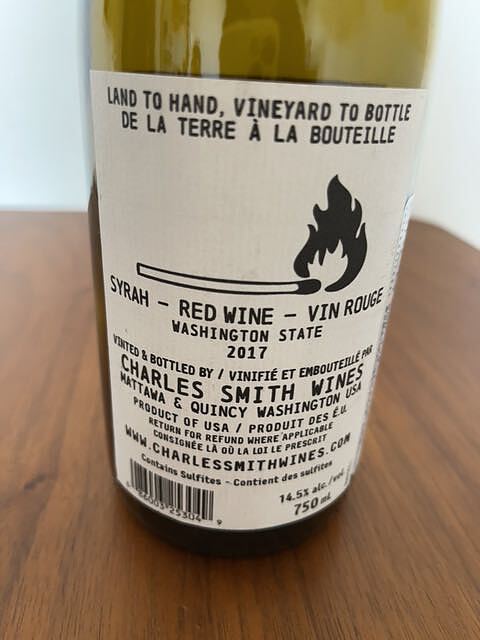 LAND TO HAND, VINEYARD TO BOTTLE
DE LA TERRE À LA BOUTEILLE
SYRAH – RED WINE – VIN ROUGE
WASHINGTON STATE
2017
VINTED & BOTTLED BY / VINIFIÉ ET EMBOUTEILLÉ PAR
CHARLES SMITH WINES
MATTAWA & QUINCY WASHINGTON USA
PRODUCT OF USA / PRODUIT DES É.U.
RETURN FOR REFUND WHERE APPLICABLE
CONSIGNÉE LÀ OÙ LA LOI LE PRESCRIT
WWW.CHARLESSMITHWINES.COM
Contains Sulfites - Contient des sulfites
14.5% alc./vol.
750 mL